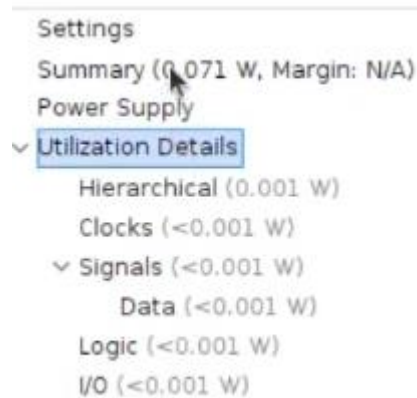 Settings
Summary (0.071 W, Margin: N/A)
Power Supply
Utilization Details
Hierarchical (0.001 W)
Clocks (<0.001 W)
Signals (<0.001 W)
Data (<0.001 W)
Logic (<0.001 W)
I/O (<0.001 W)